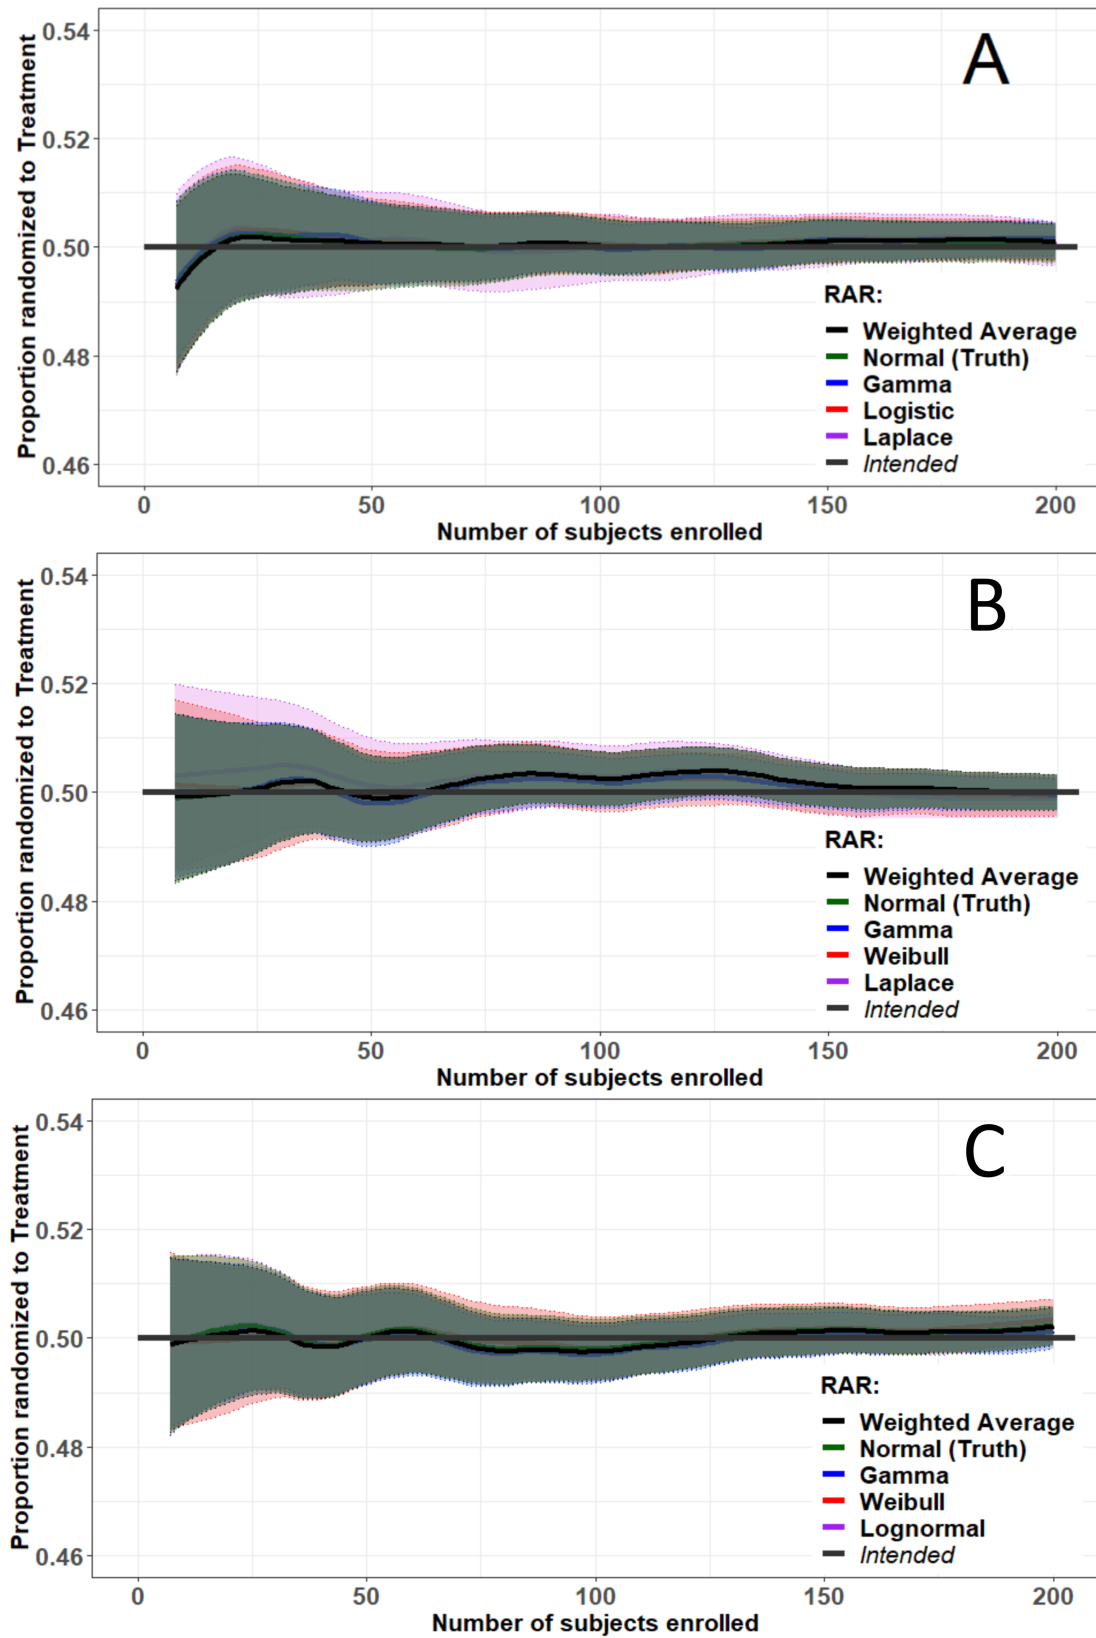 A
Proportion randomized to Treatment
0.54
0.52
0.50
0.48
0.46
RAR:
Weighted Average
Normal (Truth)
Gamma
Logistic
Laplace
Intended
0 50 100 150 200
Number of subjects enrolled
B
Proportion randomized to Treatment
0.54
0.52
0.50
0.48
0.46
RAR:
Weighted Average
Normal (Truth)
Gamma
Weibull
Laplace
Intended
0 50 100 150 200
Number of subjects enrolled
C
Proportion randomized to Treatment
0.54
0.52
0.50
0.48
0.46
RAR:
Weighted Average
Normal (Truth)
Gamma
Weibull
Lognormal
Intended
0 50 100 150 200
Number of subjects enrolled